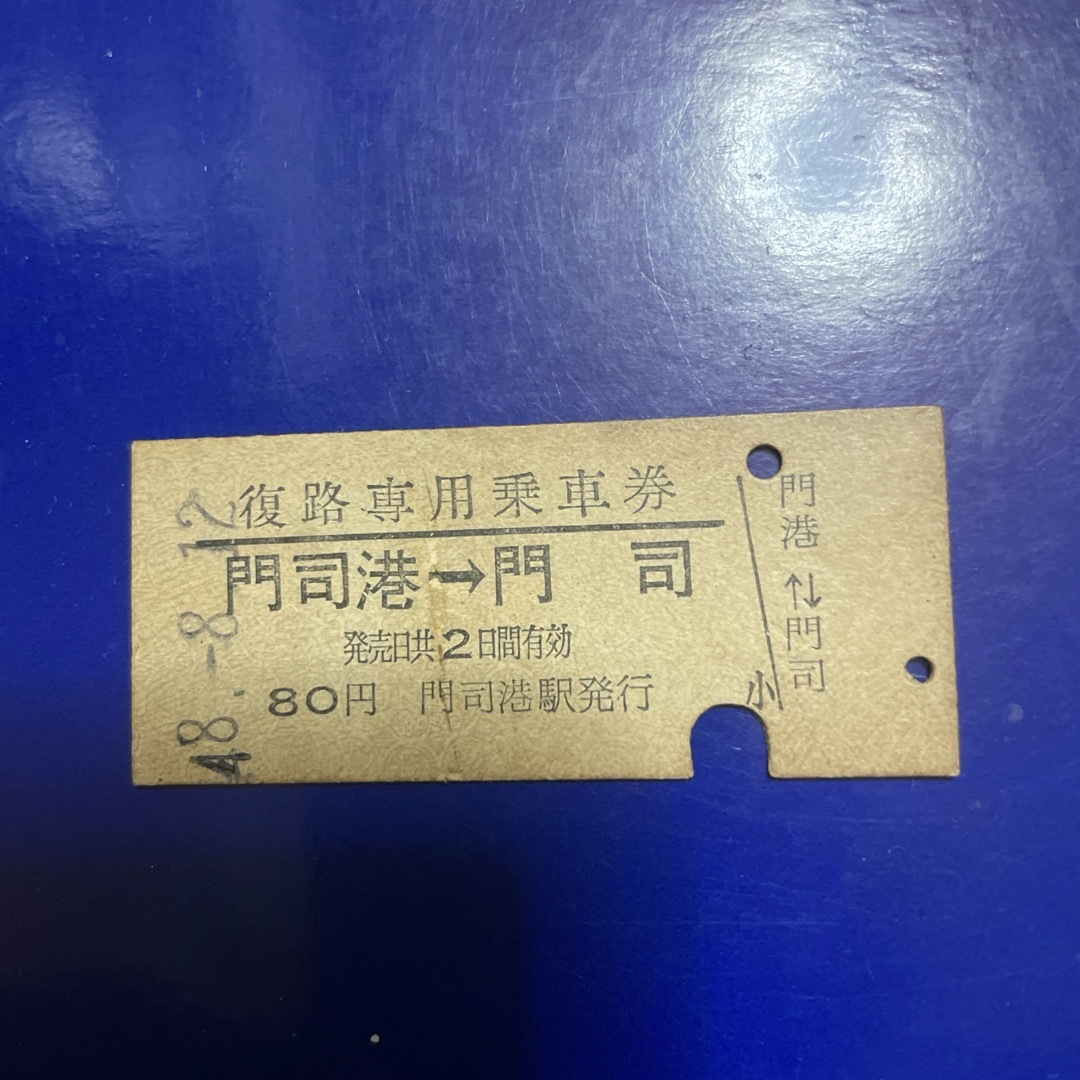 復路専用乗車券
門司港→門司
発売日共2日間有効
80円 門司港駅発行
48.-8.12
門港⇅門司
小